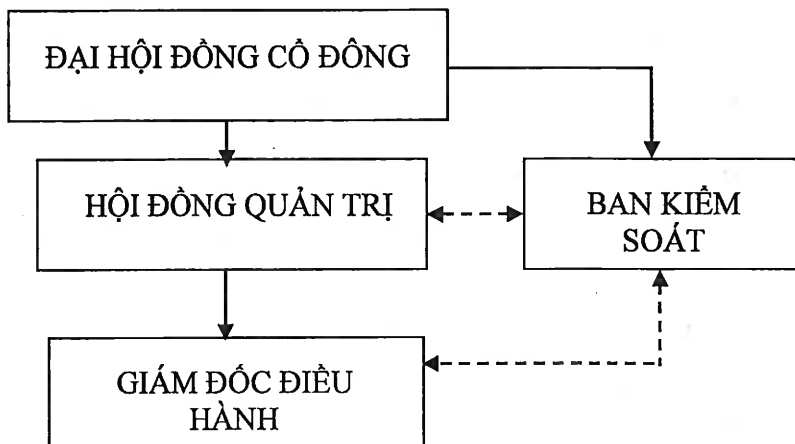 ĐẠI HỘI ĐỒNG CỔ ĐÔNG
HỘI ĐỒNG QUẢN TRỊ
BAN KIỂM
SOÁT
GIÁM ĐỐC ĐIỀU
HÀNH